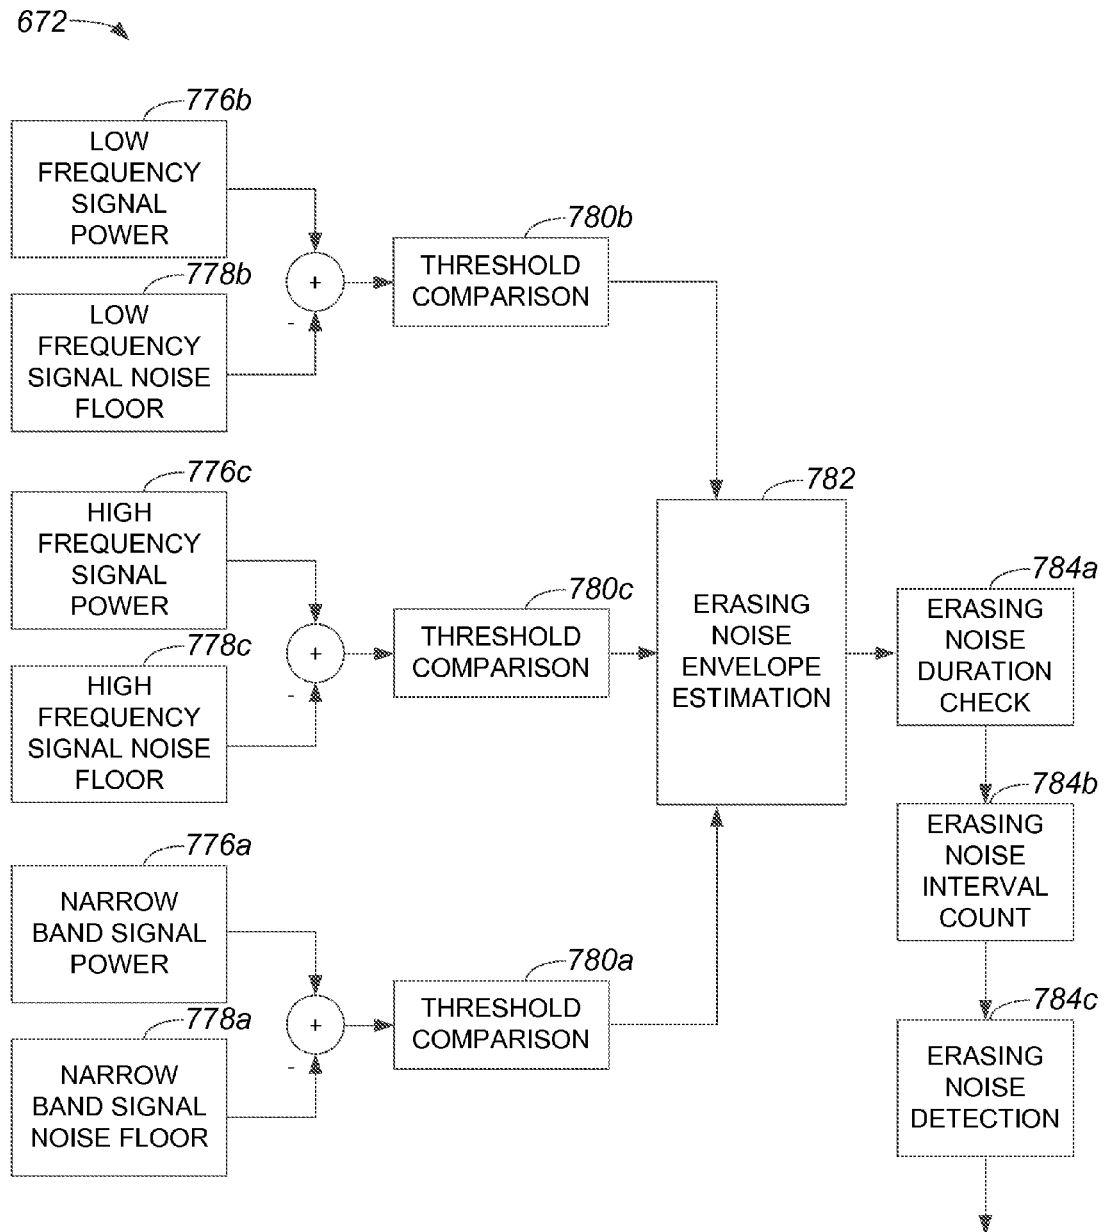 672
776b
LOW
FREQUENCY
SIGNAL
POWER
778b
LOW
FREQUENCY
SIGNAL NOISE
FLOOR
+
-
780b
THRESHOLD
COMPARISON
776c
HIGH
FREQUENCY
SIGNAL
POWER
778c
HIGH
FREQUENCY
SIGNAL NOISE
FLOOR
+
-
780c
THRESHOLD
COMPARISON
776a
NARROW
BAND SIGNAL
POWER
778a
NARROW
BAND SIGNAL
NOISE FLOOR
+
-
780a
THRESHOLD
COMPARISON
782
ERASING
NOISE
ENVELOPE
ESTIMATION
784a
ERASING
NOISE
DURATION
CHECK
784b
ERASING
NOISE
INTERVAL
COUNT
784c
ERASING
NOISE
DETECTION